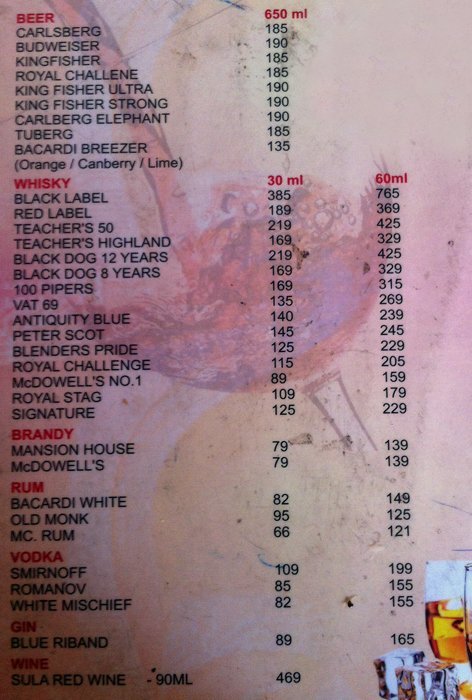 BEER 650 ml
CARLSBERG 185
BUDWEISER 190
KINGFISHER 185
ROYAL CHALLENE 185
KING FISHER ULTRA 190
KING FISHER STRONG 190
CARLBERG ELEPHANT 190
TUBERG 185
BACARDI BREEZER 135
(Orange / Canberry / Lime)
WHISKY 30 ml 60ml
BLACK LABEL 385 765
RED LABEL 189 369
TEACHER'S 50 219 425
TEACHER'S HIGHLAND 169 329
BLACK DOG 12 YEARS 219 425
BLACK DOG 8 YEARS 169 329
100 PIPERS 169 315
VAT 69 135 269
ANTIQUITY BLUE 140 239
PETER SCOT 145 245
BLENDERS PRIDE 125 229
ROYAL CHALLENGE 115 205
McDOWELL'S NO.1 89 159
ROYAL STAG 109 179
SIGNATURE 125 229
BRANDY
MANSION HOUSE 79 139
McDOWELL'S 79 139
RUM
BACARDI WHITE 82 149
OLD MONK 95 125
MC. RUM 66 121
VODKA
SMIRNOFF 109 199
ROMANOV 85 155
WHITE MISCHIEF 82 155
GIN
BLUE RIBAND 89 165
WINE
SULA RED WINE - 90ML 469